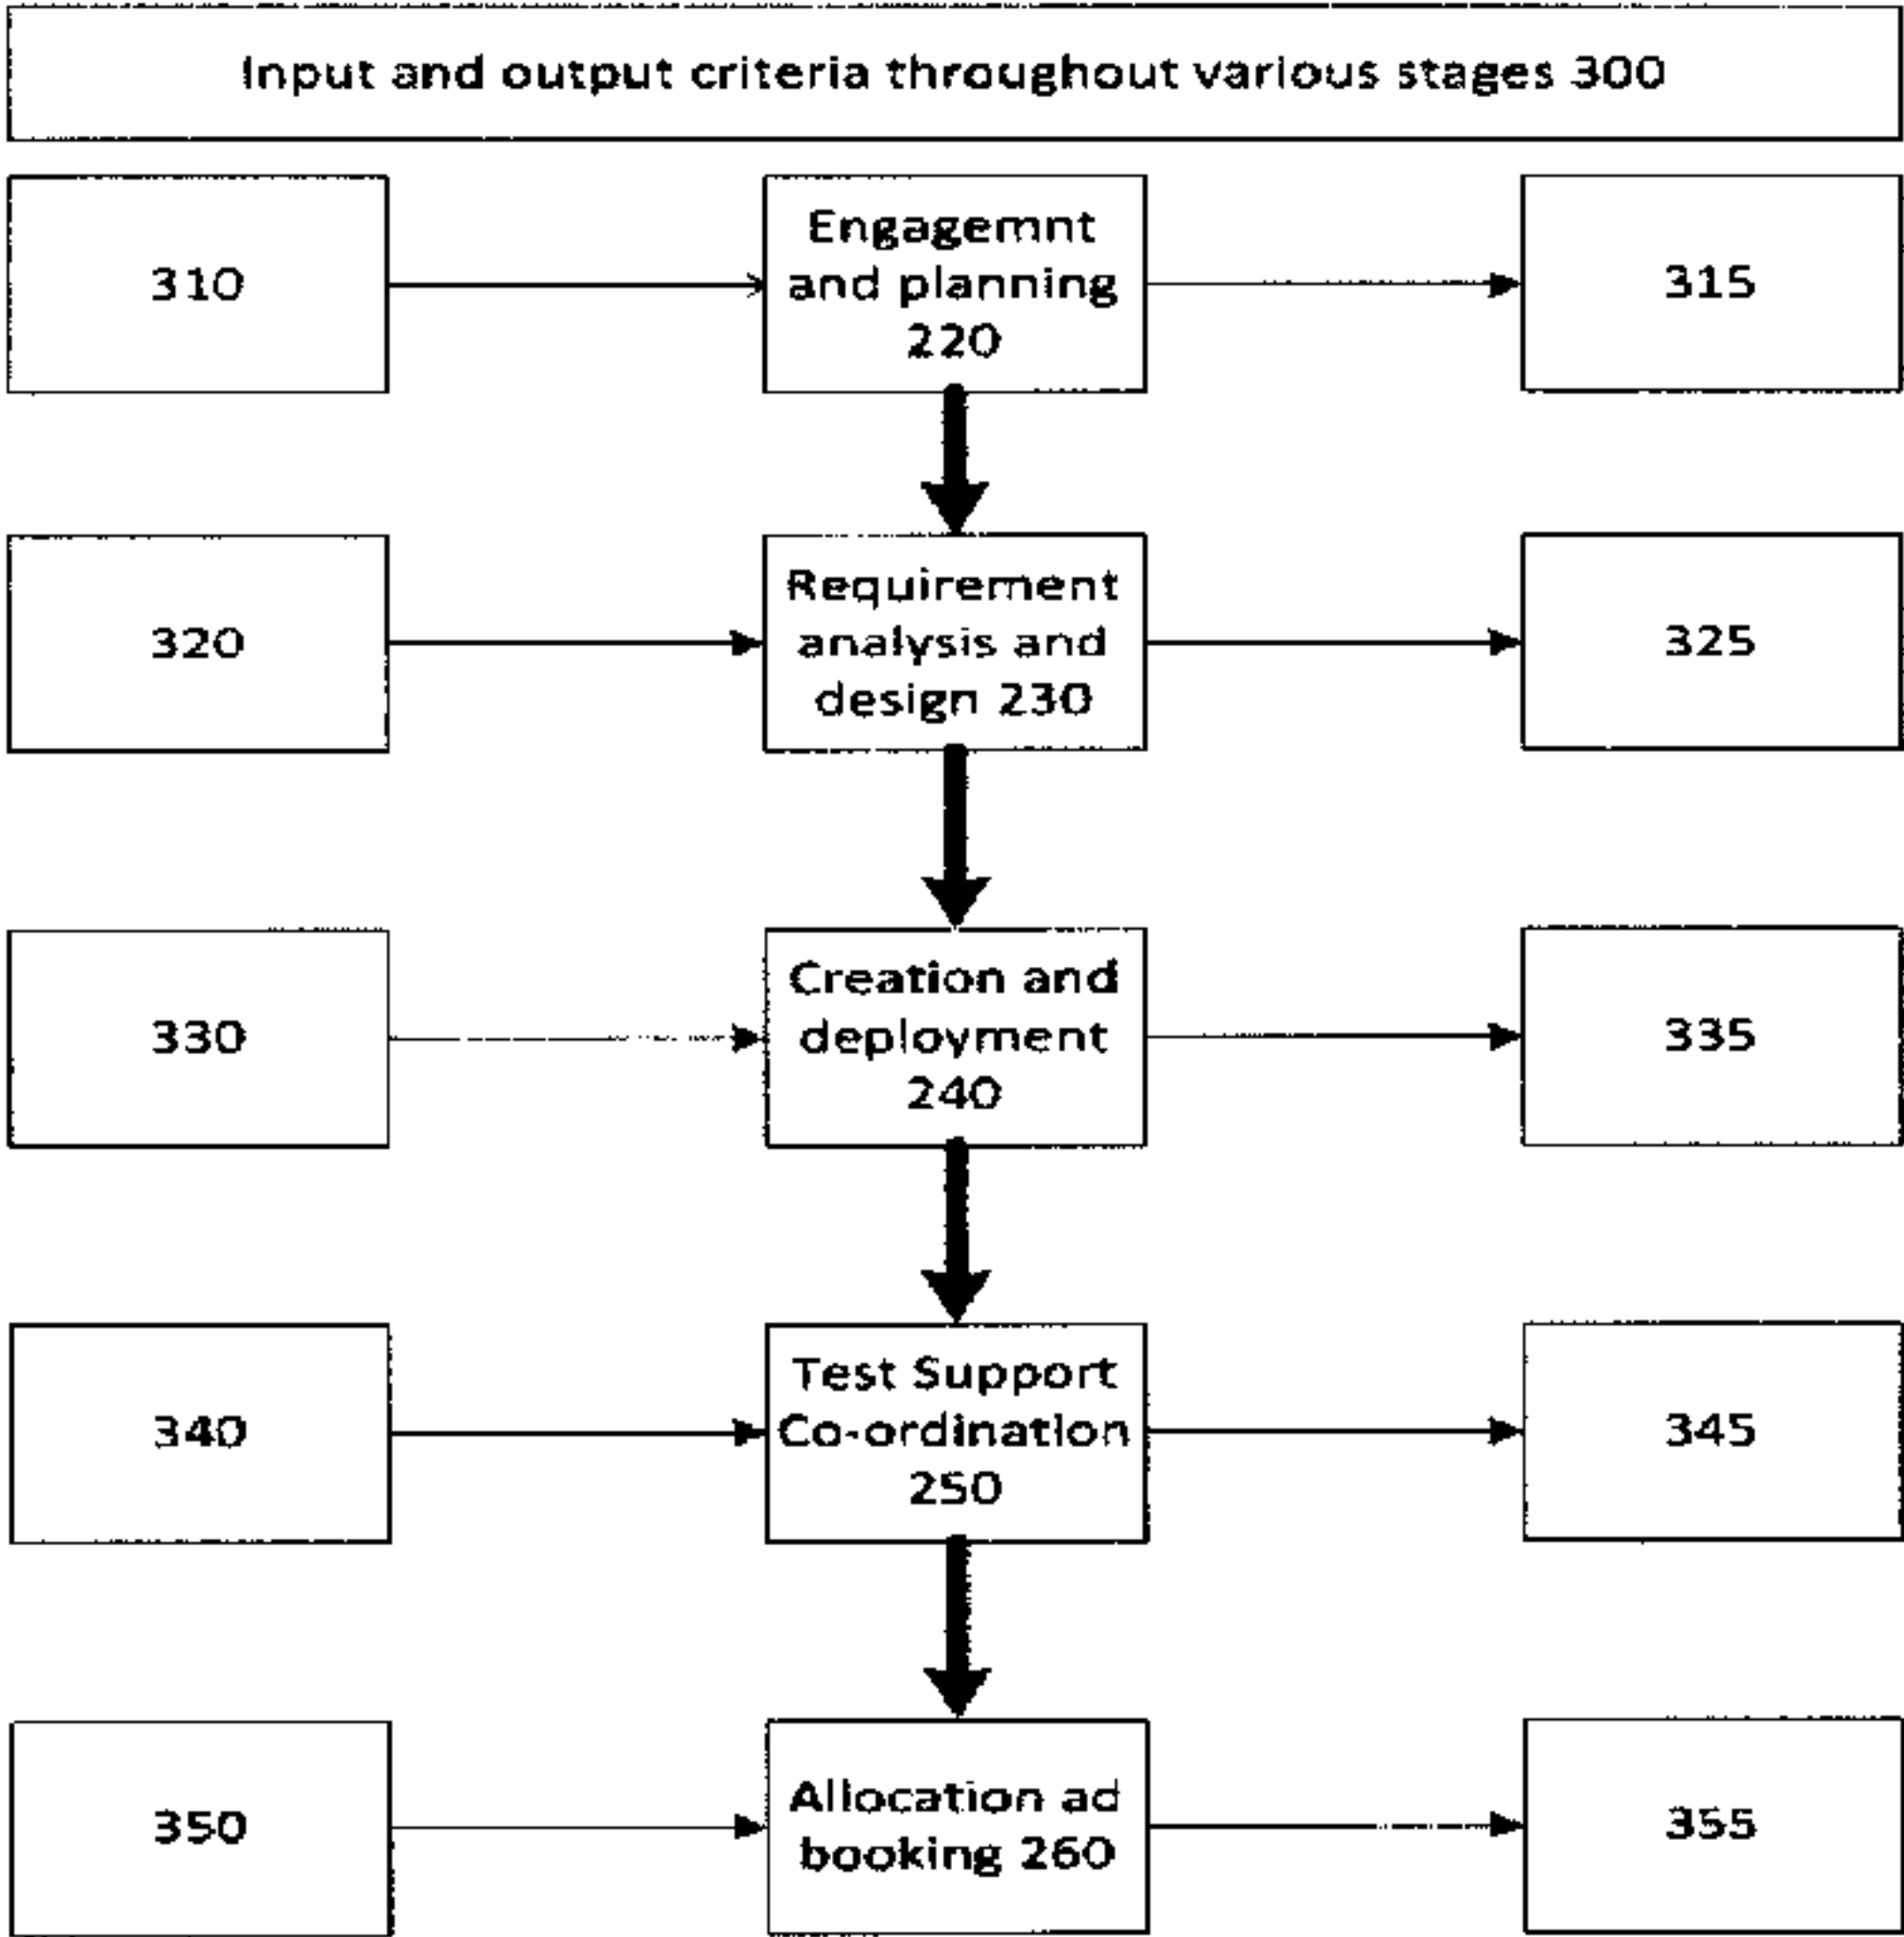 Input and output criteria throughout various stages 300
310
Engagemnt
and planning
220
315
320
Requirement
analysis and
design 230
325
330
Creation and
deployment
240
335
340
Test Support
Co-ordination
250
345
350
Allocation ad
booking 260
355